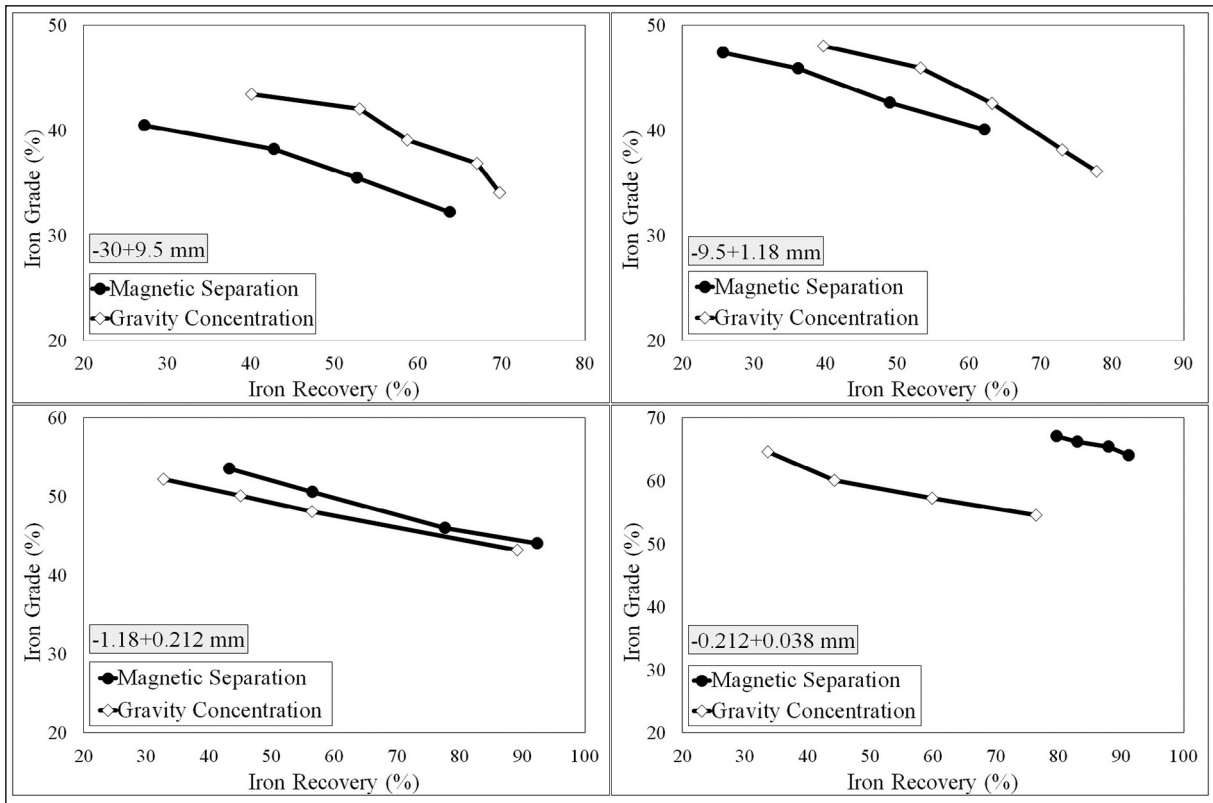 50
40
30
20
Iron Grade (%)
-30+9.5 mm
Magnetic Separation
Gravity Concentration
20 30 40 50 60 70 80
Iron Recovery (%)
50
40
30
20
Iron Grade (%)
-9.5+1.18 mm
Magnetic Separation
Gravity Concentration
20 30 40 50 60 70 80 90
Iron Recovery (%)
60
50
40
30
20
Iron Grade (%)
-1.18+0.212 mm
Magnetic Separation
Gravity Concentration
20 30 40 50 60 70 80 90 100
Iron Recovery (%)
70
60
50
40
30
20
Iron Grade (%)
-0.212+0.038 mm
Magnetic Separation
Gravity Concentration
20 30 40 50 60 70 80 90 100
Iron Recovery (%)